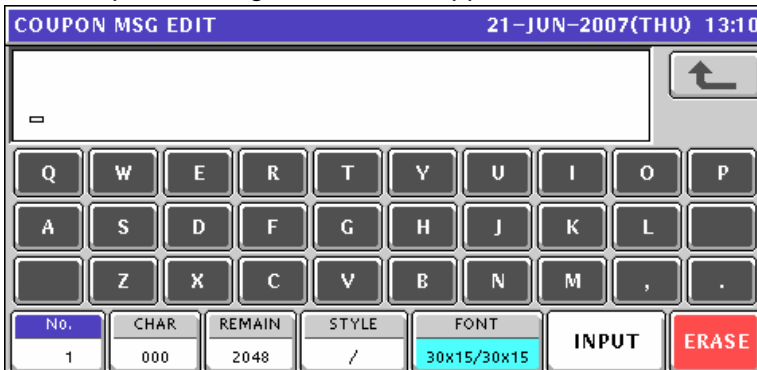 COUPON MSG EDIT 21-JUN-2007(THU) 13:10
Q W E R T Y U I O P
A S D F G H J K L
Z X C V B N M , .
No. CHAR REMAIN STYLE FONT INPUT ERASE
1 000 2048 / 30x15/30x15